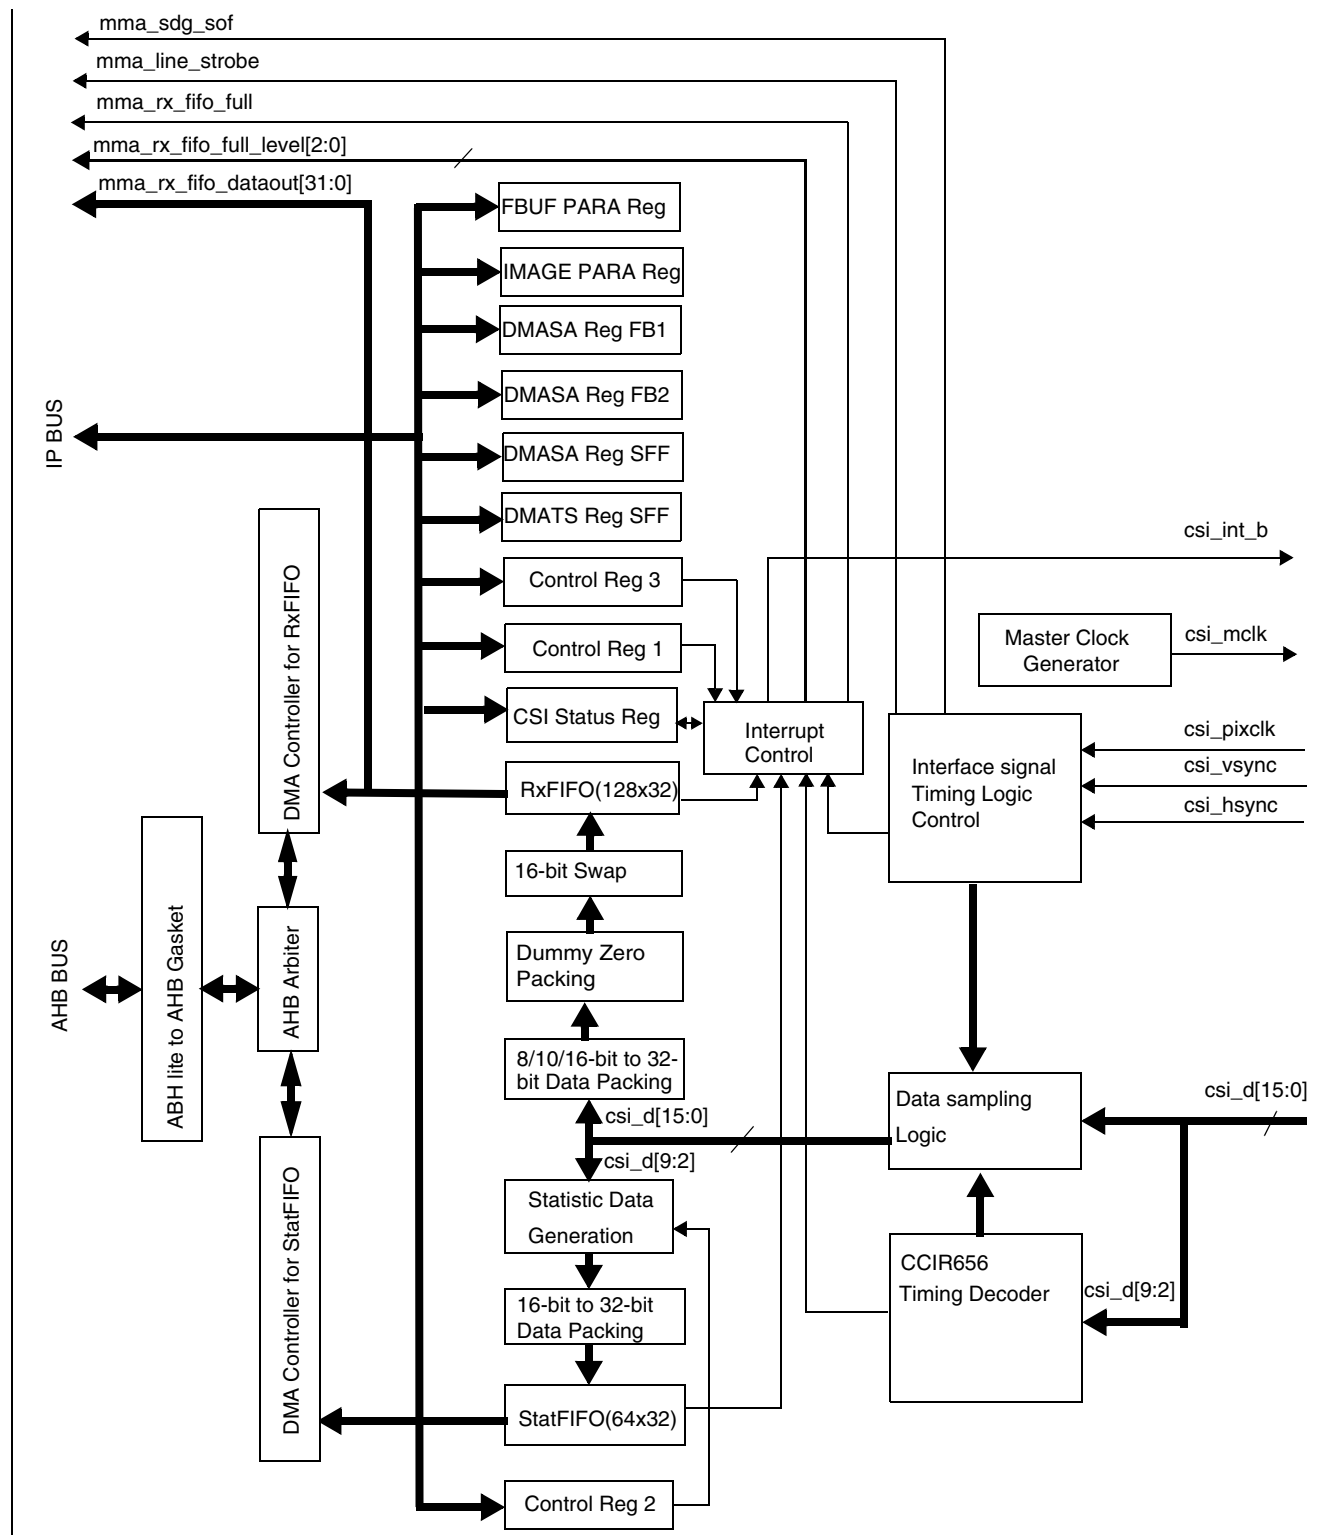 mma_sdg_sof
mma_line_strobe
mma_rx_fifo_full
mma_rx_fifo_full_level[2:0]
mma_rx_fifo_dataout[31:0]
FBUF PARA Reg
IMAGE PARA Reg
DMASA Reg FB1
DMASA Reg FB2
DMASA Reg SFF
DMATS Reg SFF
Control Reg 3
Control Reg 1
CSI Status Reg
Interrupt
Control
RxFIFO(128x32)
16-bit Swap
Dummy Zero
Packing
8/10/16-bit to 32-
bit Data Packing
csi_d[15:0]
csi_d[9:2]
Statistic Data
Generation
16-bit to 32-bit
Data Packing
StatFIFO(64x32)
Control Reg 2
IP BUS
AHB BUS
ABH lite to AHB Gasket
DMA Controller for RxFIFO
AHB Arbiter
DMA Controller for StatFIFO
csi_int_b
Master Clock
Generator
csi_mclk
csi_pixclk
csi_vsync
csi_hsync
Interface signal
Timing Logic
Control
Data sampling
Logic
csi_d[15:0]
CCIR656
Timing Decoder
csi_d[9:2]